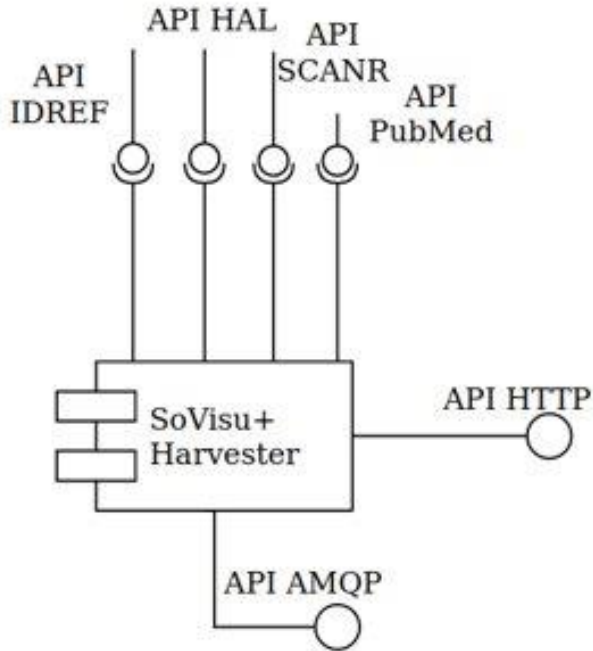 API HAL
API
SCANR
API
IDREF
API
PubMed
API HTTP
SoVisu+
Harvester
API AMQP